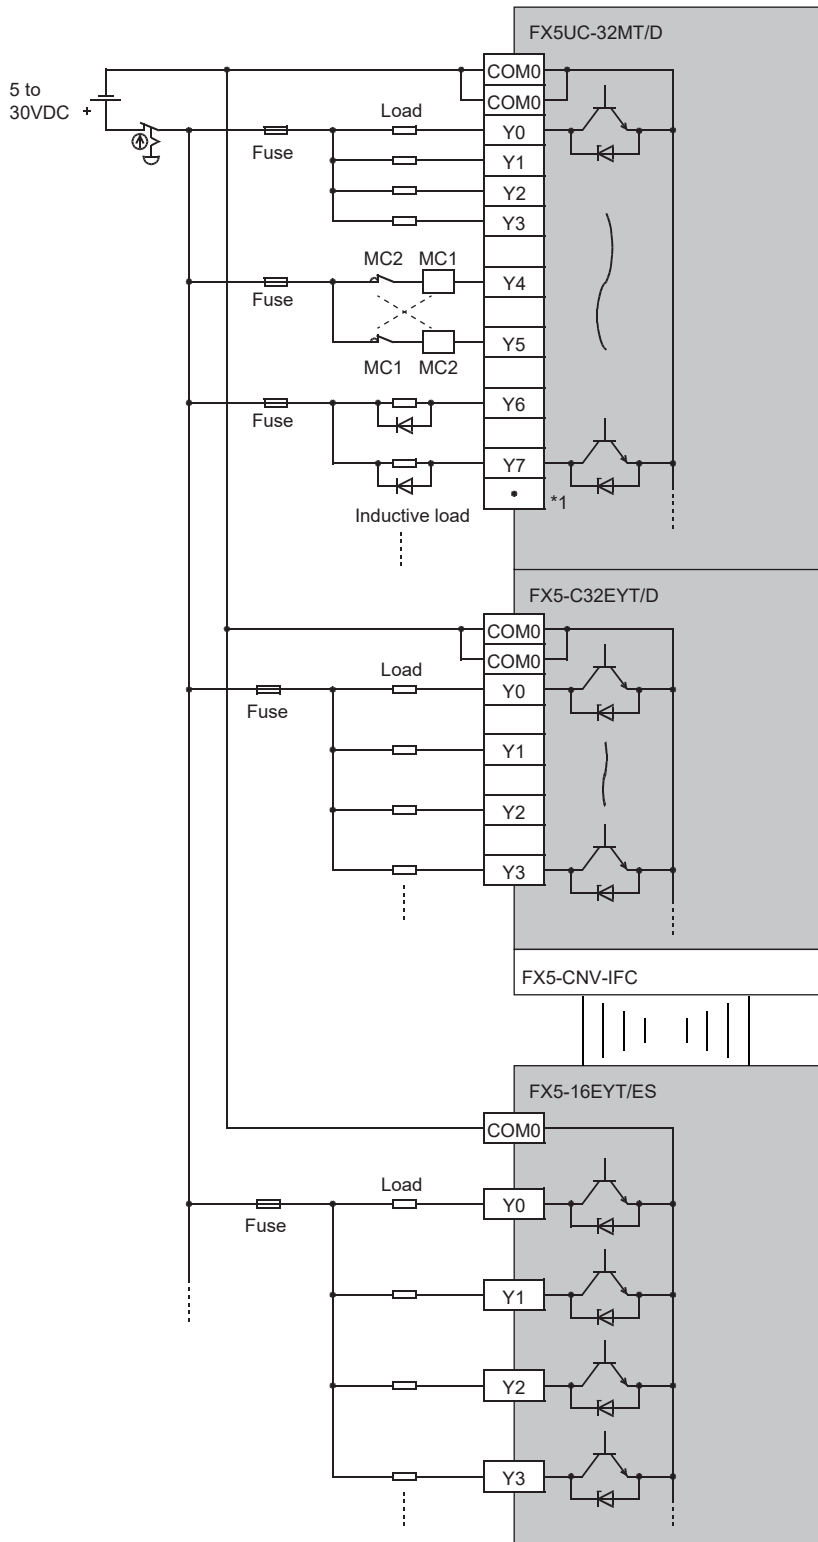 FX5UC-32MT/D
COM0
5 to
30VDC
+
COM0
Load
Y0
Fuse
Y1
Y2
Y3
MC2 MC1
Y4
Fuse
Y5
MC1 MC2
Y6
Fuse
Y7
*1
Inductive load
FX5-C32EYT/D
COM0
COM0
Load
Y0
Fuse
Y1
Y2
Y3
FX5-CNV-IFC
FX5-16EYT/ES
COM0
Load
Y0
Fuse
Y1
Y2
Y3